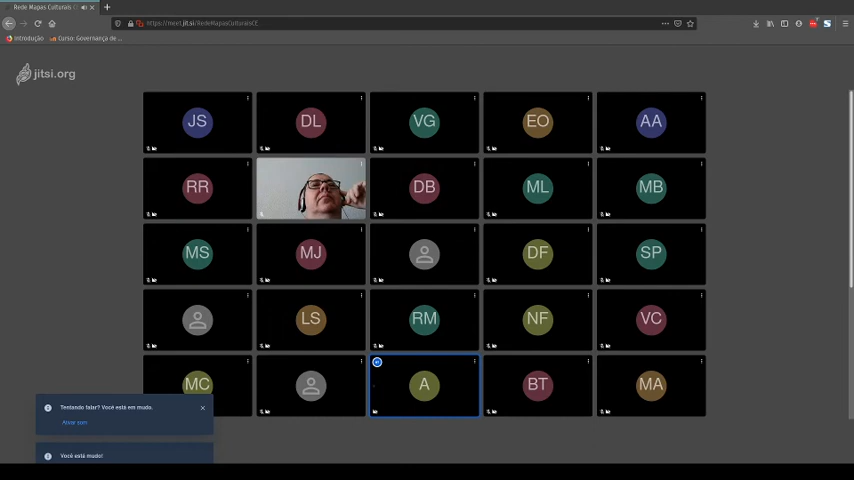 Rede Mapas Culturais C
https://meet.jit.si/RedeMapasCulturaisCE
Introdução Curso: Governança de ...
jitsi.org
JS DL VG EO AA
RR DB ML MB
MS MJ DF SP
LS RM NF VC
MC A BT MA
Tentando falar? Você está em mudo.
Ativar som
Você está mudo!